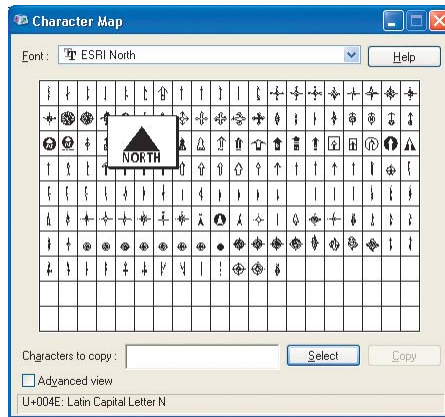 Character Map
Font : ESRI North Help
NORTH
Characters to copy : Select Copy
Advanced view
U+004E: Latin Capital Letter N